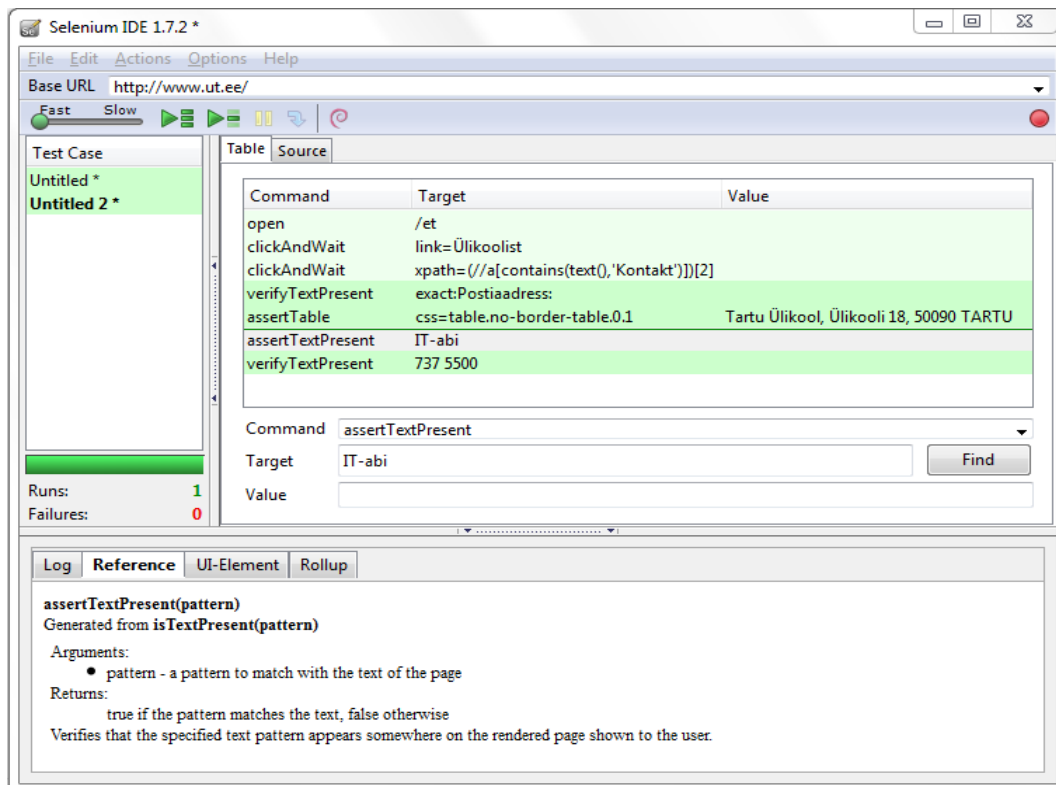 Selenium IDE 1.7.2 *
File Edit Actions Options Help
Base URL http://www.ut.ee/
Fast Slow
Test Case
Untitled *
Untitled 2 *
Runs: 1
Failures: 0
Table Source
Command Target Value
open /et
clickAndWait link=Ülikoolist
clickAndWait xpath=(//a[contains(text(),'Kontakt')])[2]
verifyTextPresent exact:Postiaadress:
assertTable css=table.no-border-table.0.1 Tartu Ülikool, Ülikooli 18, 50090 TARTU
assertTextPresent IT-abi
verifyTextPresent 737 5500
Command assertTextPresent
Target IT-abi Find
Value
Log Reference UI-Element Rollup
assertTextPresent(pattern)
Generated from isTextPresent(pattern)
Arguments:
• pattern - a pattern to match with the text of the page
Returns:
true if the pattern matches the text, false otherwise
Verifies that the specified text pattern appears somewhere on the rendered page shown to the user.